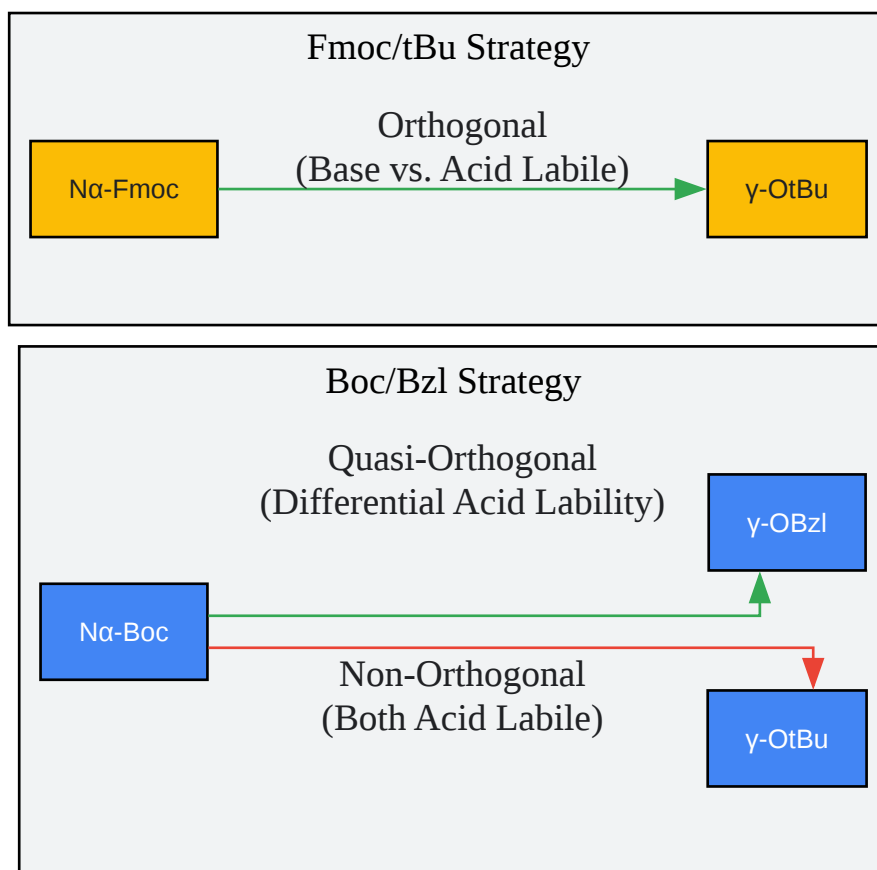 Fmoc/tBu Strategy
Orthogonal
(Base vs. Acid Labile)
Nα-Fmoc
γ-OtBu
Boc/Bzl Strategy
Quasi-Orthogonal
(Differential Acid Lability)
γ-OBzl
Nα-Boc
Non-Orthogonal
(Both Acid Labile)
γ-OtBu